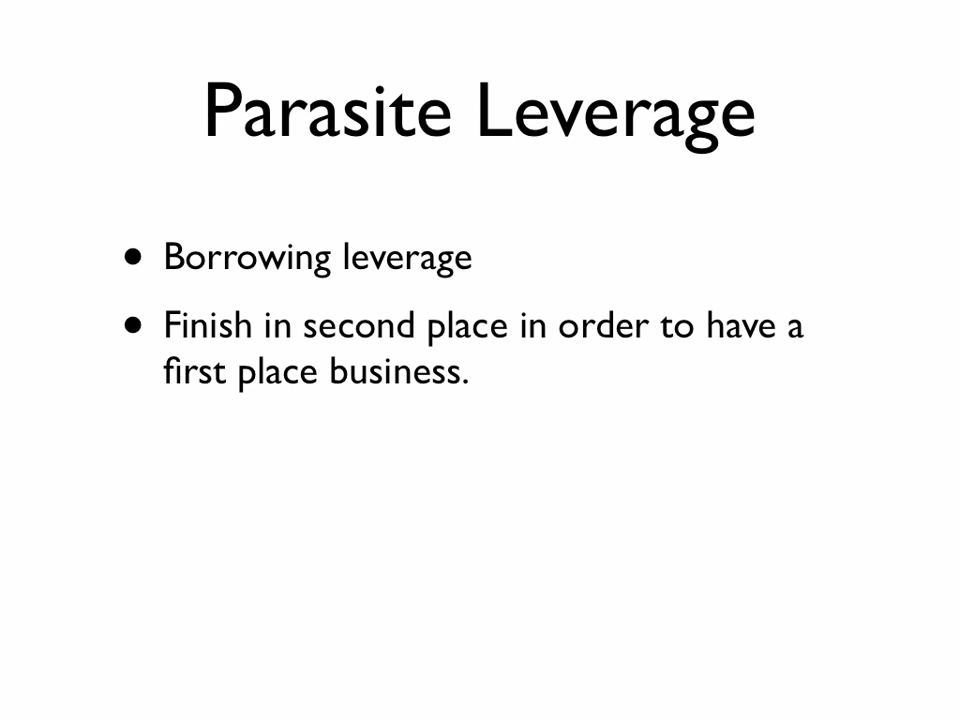 Parasite Leverage
• Borrowing leverage
• Finish in second place in order to have a
first place business.